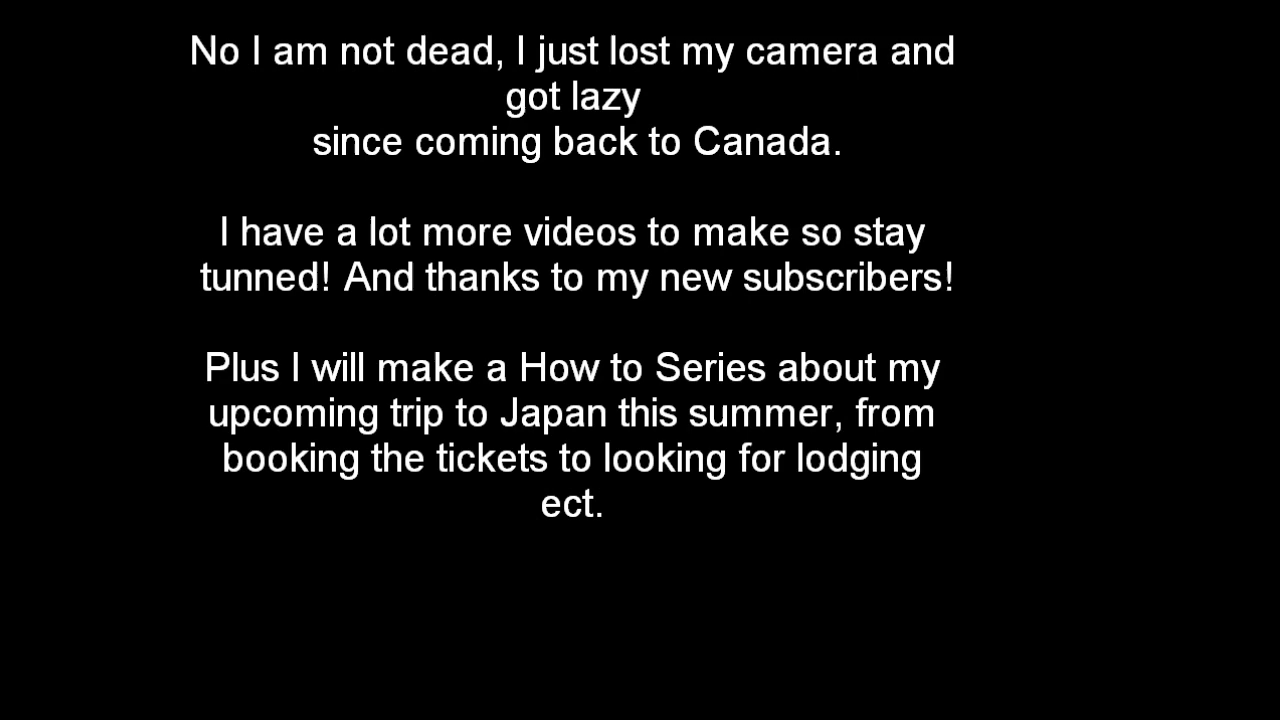 No I am not dead, I just lost my camera and
got lazy
since coming back to Canada.
I have a lot more videos to make so stay
tunned! And thanks to my new subscribers!
Plus I will make a How to Series about my
upcoming trip to Japan this summer, from
booking the tickets to looking for lodging
ect.